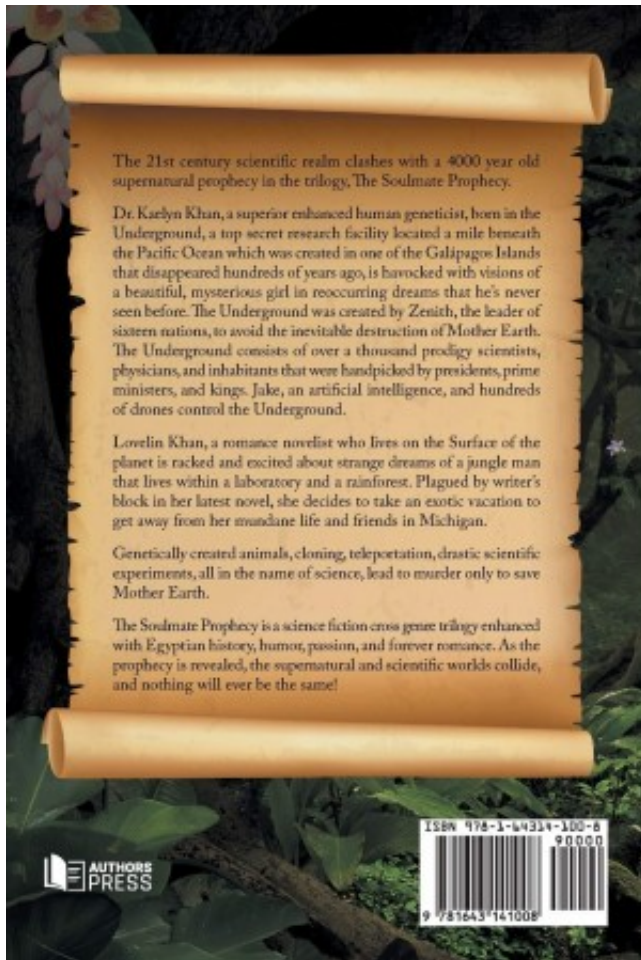 The 21st century scientific realm clashes with a 4000 year old
supernatural prophecy in the trilogy, The Soulmate Prophecy.
Dr. Kaelyn Khan, a superior enhanced human geneticist, born in the
Underground, a top secret research facility located a mile beneath
the Pacific Ocean which was created in one of the Galápagos Islands
that disappeared hundreds of years ago, is havocked with visions of
a beautiful, mysterious girl in reoccurring dreams that he's never
seen before. The Underground was created by Zenith, the leader of
sixteen nations, to avoid the inevitable destruction of Mother Earth.
The Underground consists of over a thousand prodigy scientists,
physicians, and inhabitants that were handpicked by presidents, prime
ministers, and kings. Jake, an artificial intelligence, and hundreds
of drones control the Underground.
Lovelin Khan, a romance novelist who lives on the Surface of the
planet is racked and excited about strange dreams of a jungle man
that lives within a laboratory and a rainforest. Plagued by writer's
block in her latest novel, she decides to take an exotic vacation to
get away from her mundane life and friends in Michigan.
Genetically created animals, cloning, teleportation, drastic scientific
experiments, all in the name of science, lead to murder only to save
Mother Earth.
The Soulmate Prophecy is a science fiction cross genre trilogy enhanced
with Egyptian history, humor, passion, and forever romance. As the
prophecy is revealed, the supernatural and scientific worlds collide,
and nothing will ever be the same!
AUTHORS
PRESS
ISBN 978-1-64314-100-8
90000
9 781643 141008